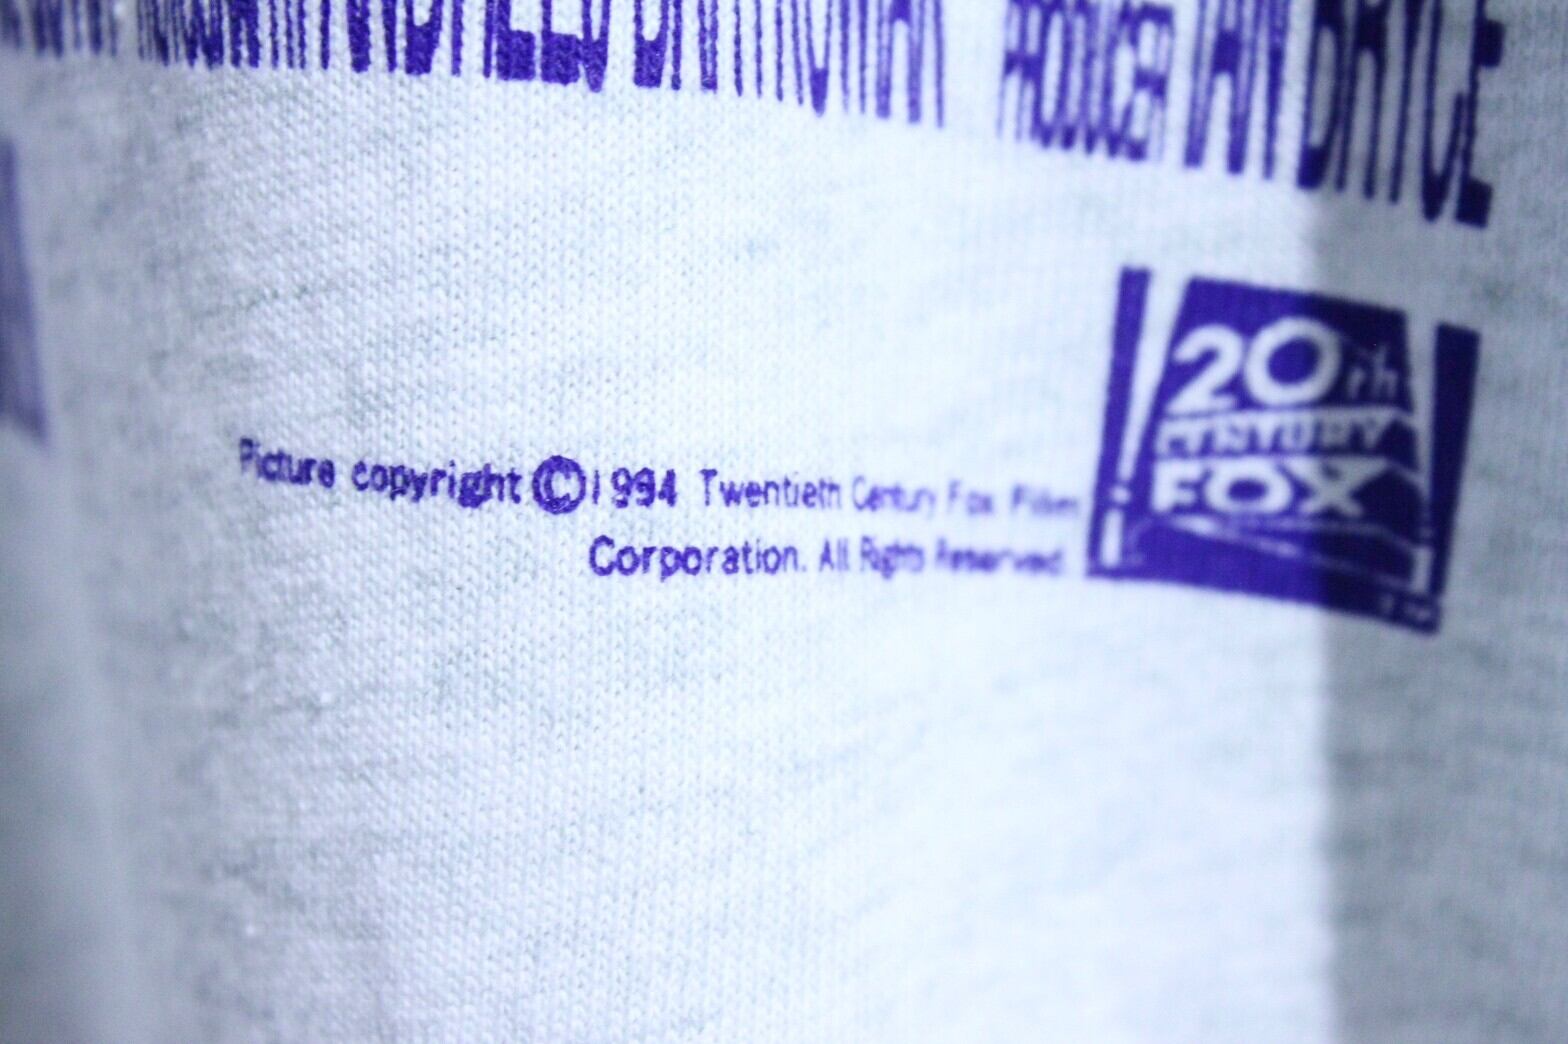 PRODUCER IAN BRYCE
20th
CENTURY
FOX
Picture copyright © 1994 Twentieth Century Fox Film
Corporation. All Rights Reserved.